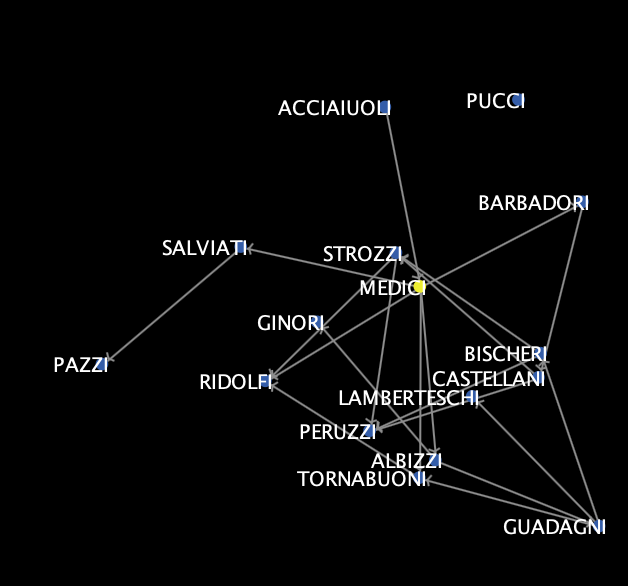 PUCCI
ACCIAIUOLI
BARBADORI
SALVIATI
STROZZI
MEDICI
GINORI
BISCHERI
PAZZI
CASTELLANI
RIDOLFI
LAMBERTESCHI
PERUZZI
ALBIZZI
TORNABUONI
GUADAGNI